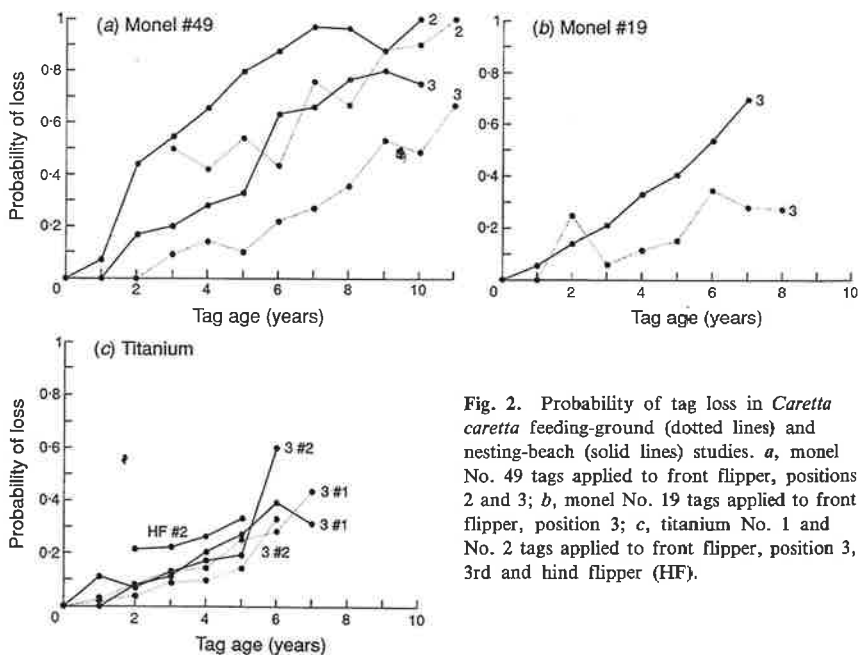 (a) Monel #49
Probability of loss
1
0·8
0·6
0·4
0·2
0 2 4 6 8 10
Tag age (years)
2
2
3
3
(b) Monel #19
1
0·8
0·6
0·4
0·2
0 2 4 6 8 10
Tag age (years)
3
3
(c) Titanium
Probability of loss
1
0·8
0·6
0·4
0·2
0 2 4 6 8 10
Tag age (years)
3 #2
3 #1
3 #1
HF #2
3 #2
Fig. 2. Probability of tag loss in Caretta
caretta feeding-ground (dotted lines) and
nesting-beach (solid lines) studies. a, monel
No. 49 tags applied to front flipper, positions
2 and 3; b, monel No. 19 tags applied to front
flipper, position 3; c, titanium No. 1 and
No. 2 tags applied to front flipper, position 3,
3rd and hind flipper (HF).